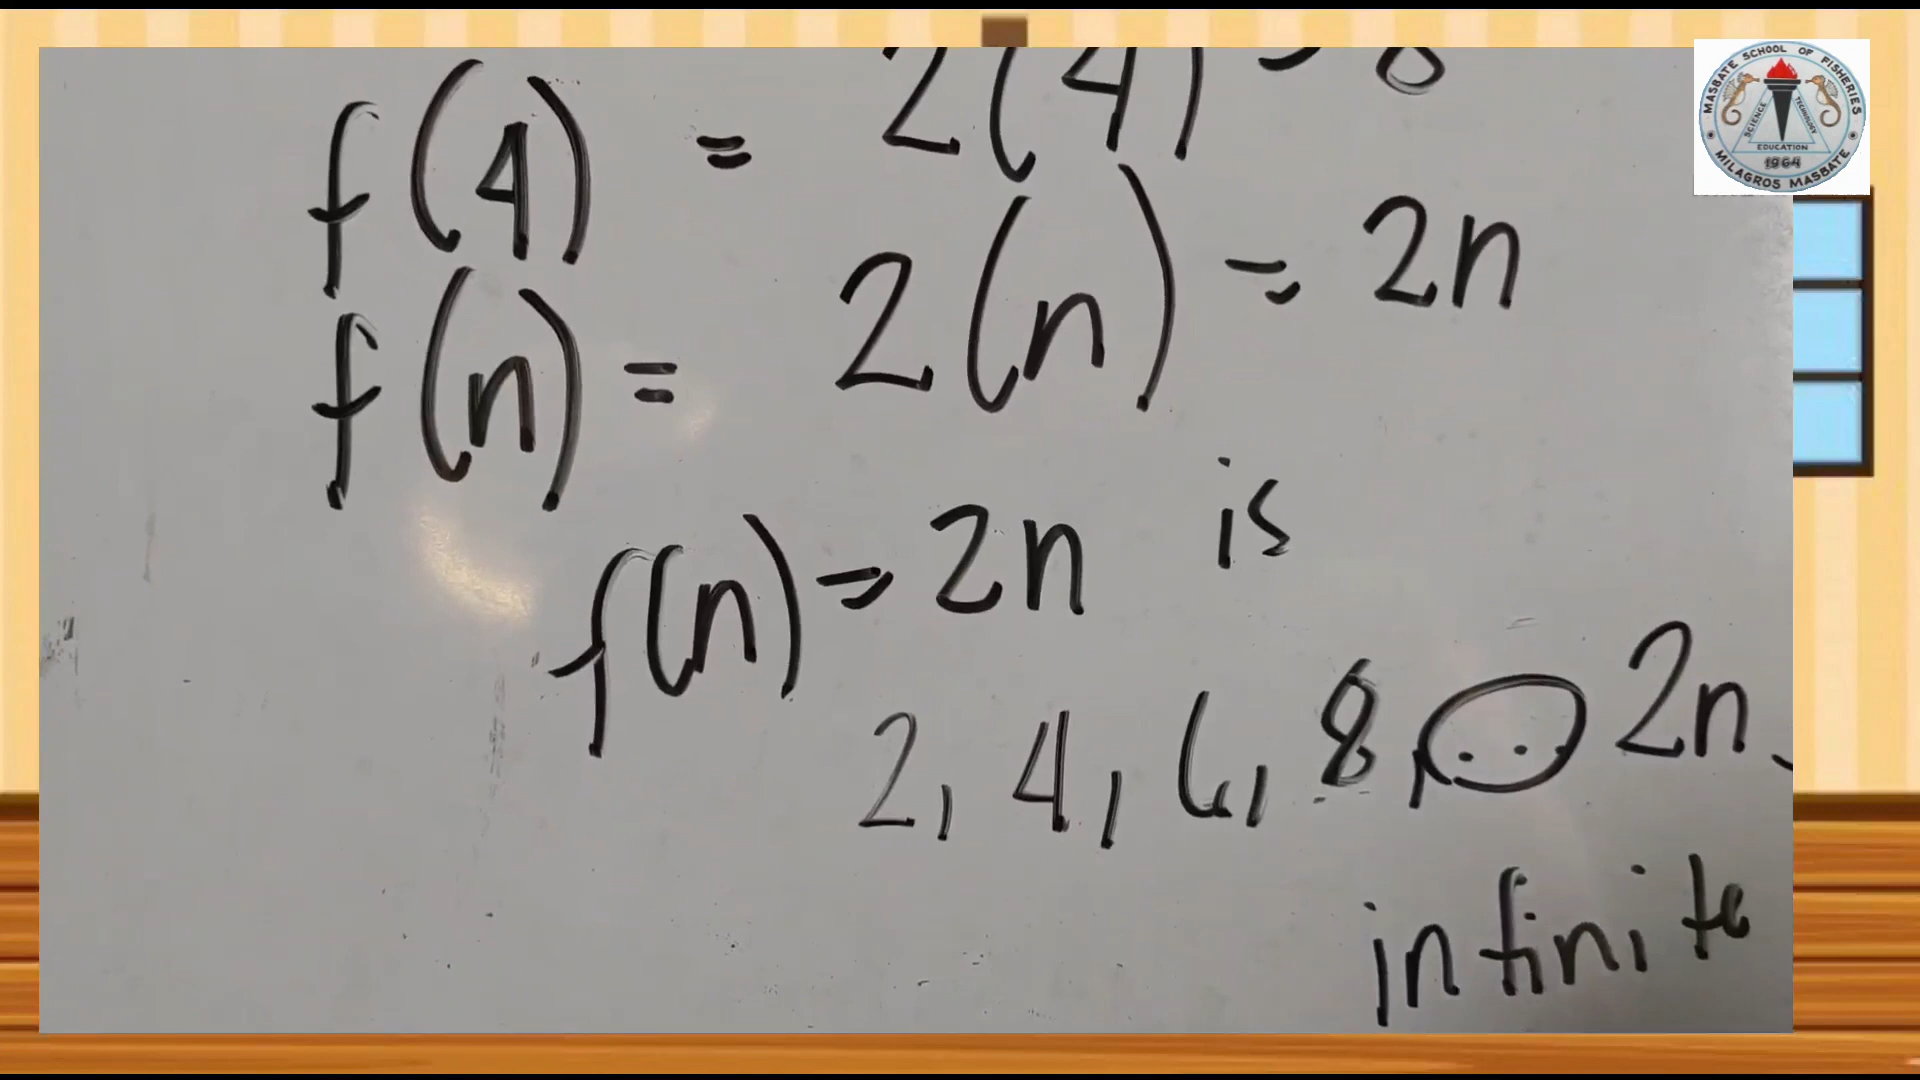 f(4) = 2(4) = 8
f(n) = 2(n) = 2n
f(n) = 2n is
2, 4, 6, 8, ... 2n.
infinite
MASBATE SCHOOL OF FISHERIES
SCIENCE TECHNOLOGY
EDUCATION
1964
MILAGROS MASBATE